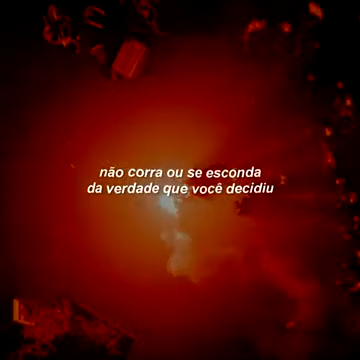 não corra ou se esconda
da verdade que você decidiu